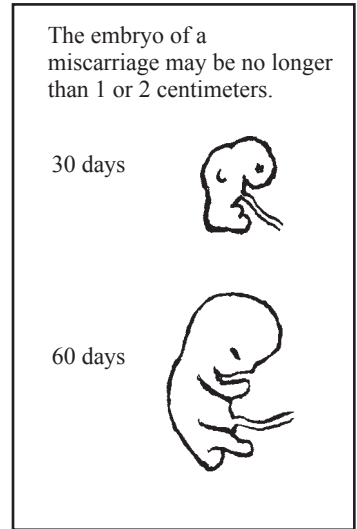 The embryo of a
miscarriage may be no longer
than 1 or 2 centimeters.
30 days
60 days